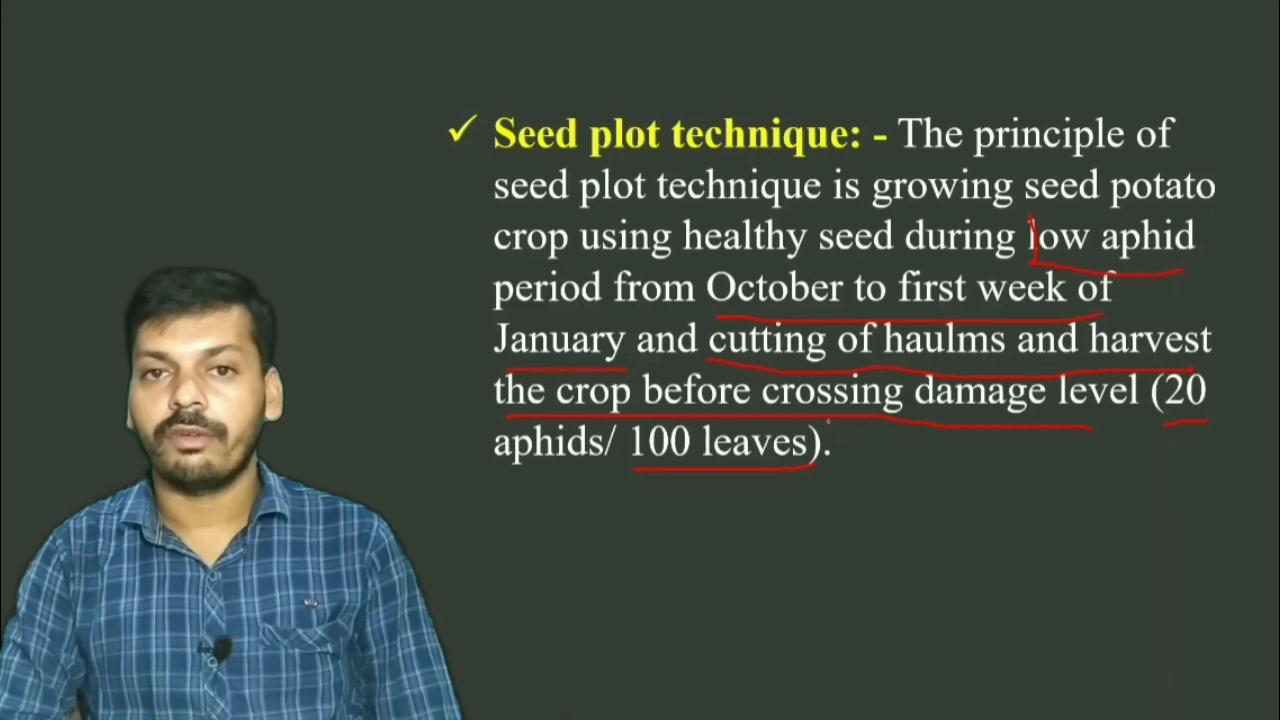 ✓ Seed plot technique: - The principle of
seed plot technique is growing seed potato
crop using healthy seed during low aphid
period from October to first week of
January and cutting of haulms and harvest
the crop before crossing damage level (20
aphids/ 100 leaves).